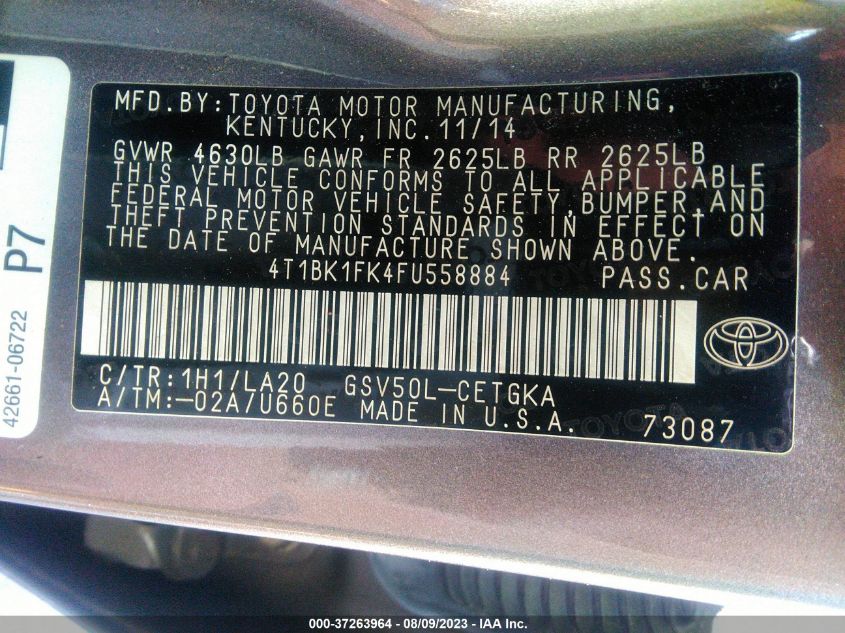 MFD.BY:TOYOTA MOTOR MANUFACTURING,
KENTUCKY,INC.11/14
GVWR 4630LB GAWR FR 2625LB RR 2625LB
THIS VEHICLE CONFORMS TO ALL APPLICABLE
FEDERAL MOTOR VEHICLE SAFETY,BUMPER,AND
THEFT PREVENTION STANDARDS IN EFFECT ON
THE DATE OF MANUFACTURE SHOWN ABOVE.
4T1BK1FK4FU558884 PASS.CAR
C/TR:1H1/LA20 GSV50L-CETGKA
A/TM:-02A/U660E MADE IN U.S.A. 73087
P7
42661-06722
000-37263964 - 08/09/2023 - IAA Inc.